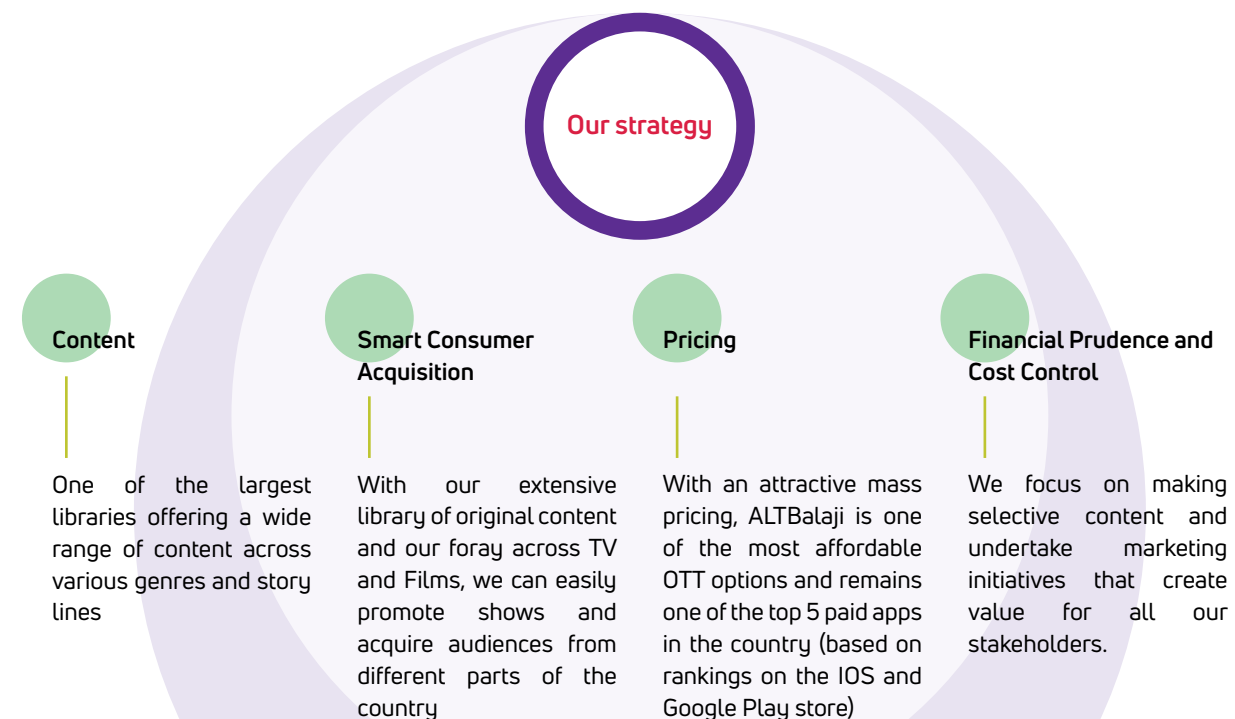 Our strategy
Content
One of the largest
libraries offering a wide
range of content across
various genres and story
lines
Smart Consumer
Acquisition
With our extensive
library of original content
and our foray across TV
and Films, we can easily
promote shows and
acquire audiences from
different parts of the
country
Pricing
With an attractive mass
pricing, ALTBalaji is one
of the most affordable
OTT options and remains
one of the top 5 paid apps
in the country (based on
rankings on the IOS and
Google Play store)
Financial Prudence and
Cost Control
We focus on making
selective content and
undertake marketing
initiatives that create
value for all our
stakeholders.